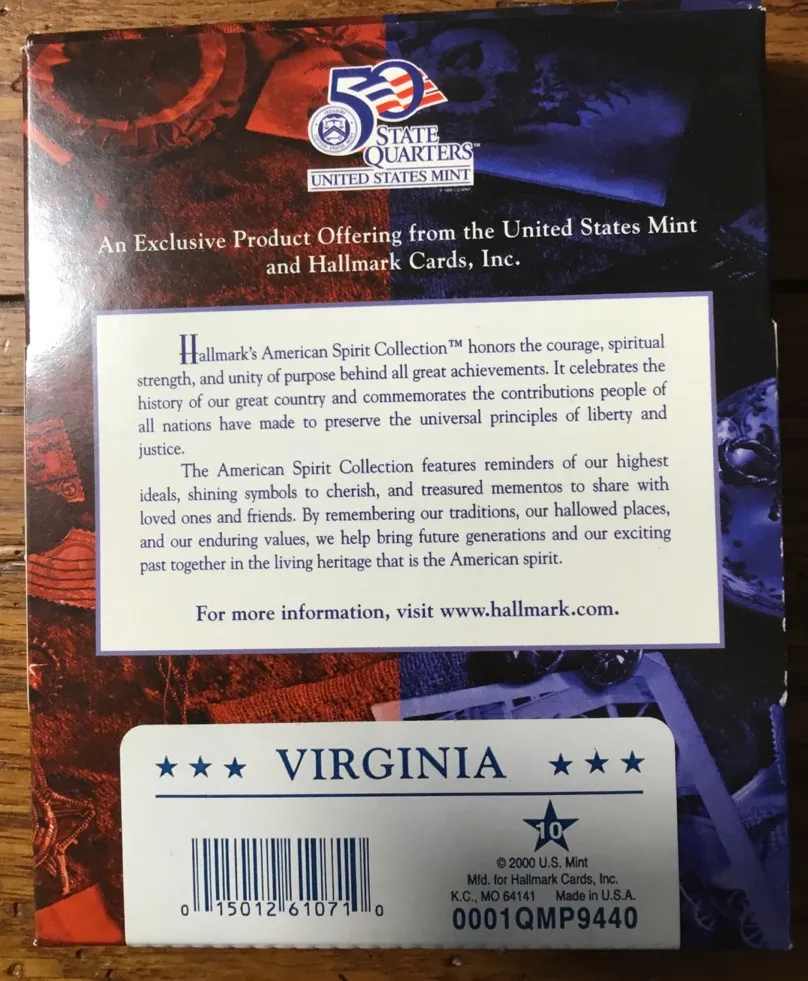 50
STATE
QUARTERS™
UNITED STATES MINT
An Exclusive Product Offering from the United States Mint
and Hallmark Cards, Inc.
Hallmark's American Spirit Collection™ honors the courage, spiritual
strength, and unity of purpose behind all great achievements. It celebrates the
history of our great country and commemorates the contributions people of
all nations have made to preserve the universal principles of liberty and
justice.
The American Spirit Collection features reminders of our highest
ideals, shining symbols to cherish, and treasured mementos to share with
loved ones and friends. By remembering our traditions, our hallowed places,
and our enduring values, we help bring future generations and our exciting
past together in the living heritage that is the American spirit.
For more information, visit www.hallmark.com.
★ ★ ★ VIRGINIA ★ ★ ★
10
© 2000 U.S. Mint
Mfd. for Hallmark Cards, Inc.
K.C., MO 64141 Made in U.S.A.
0001QMP9440
0 15012 61071 0